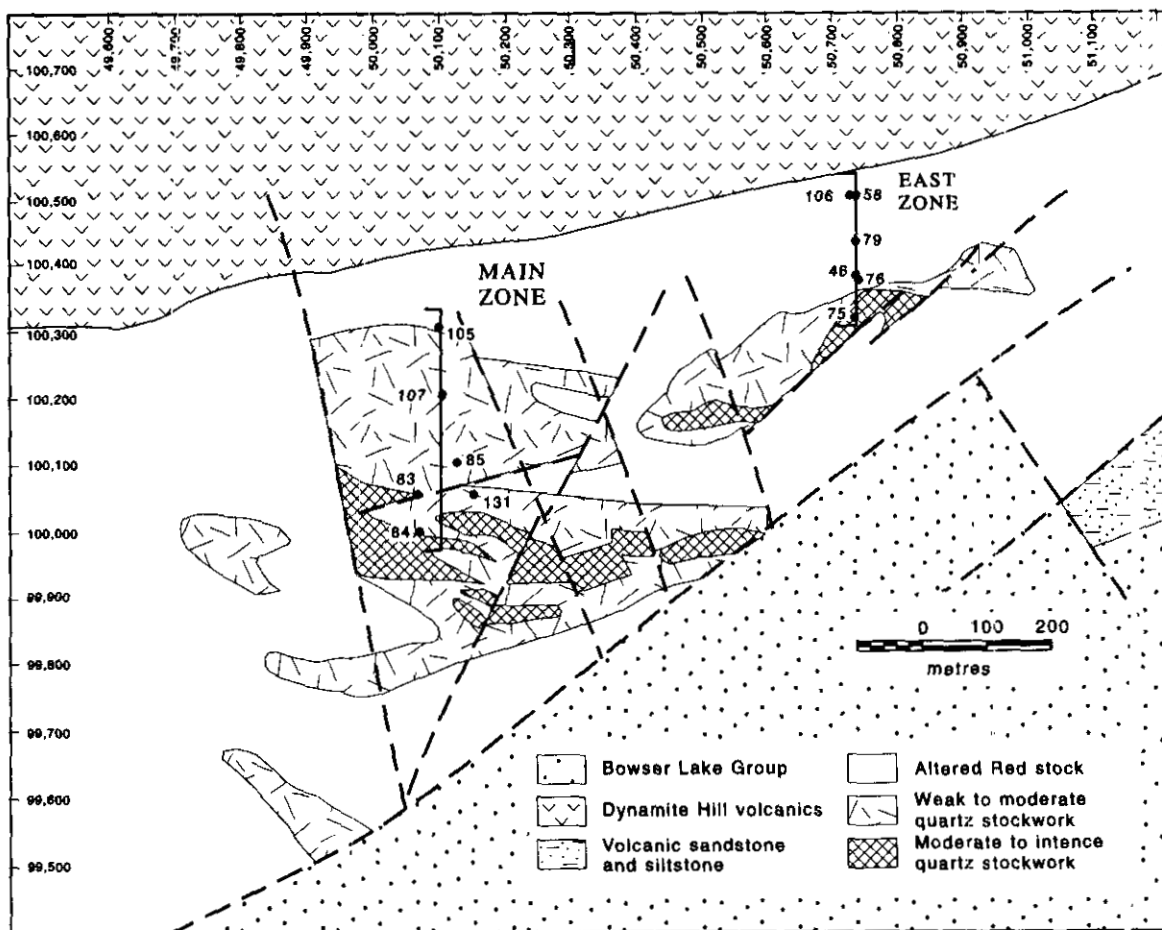 49,600
49,700
49,800
49,900
50,000
50,100
50,200
50,300
50,400
50,500
50,600
50,700
50,800
50,900
51,000
51,100
100,700
100,600
100,500
100,400
100,300
100,200
100,100
100,000
99,900
99,800
99,700
99,600
99,500
EAST
ZONE
106
58
79
46
76
75
MAIN
ZONE
105
107
85
83
131
84
0 100 200
metres
Bowser Lake Group
Dynamite Hill volcanics
Volcanic sandstone
and siltstone
Altered Red stock
Weak to moderate
quartz stockwork
Moderate to intence
quartz stockwork